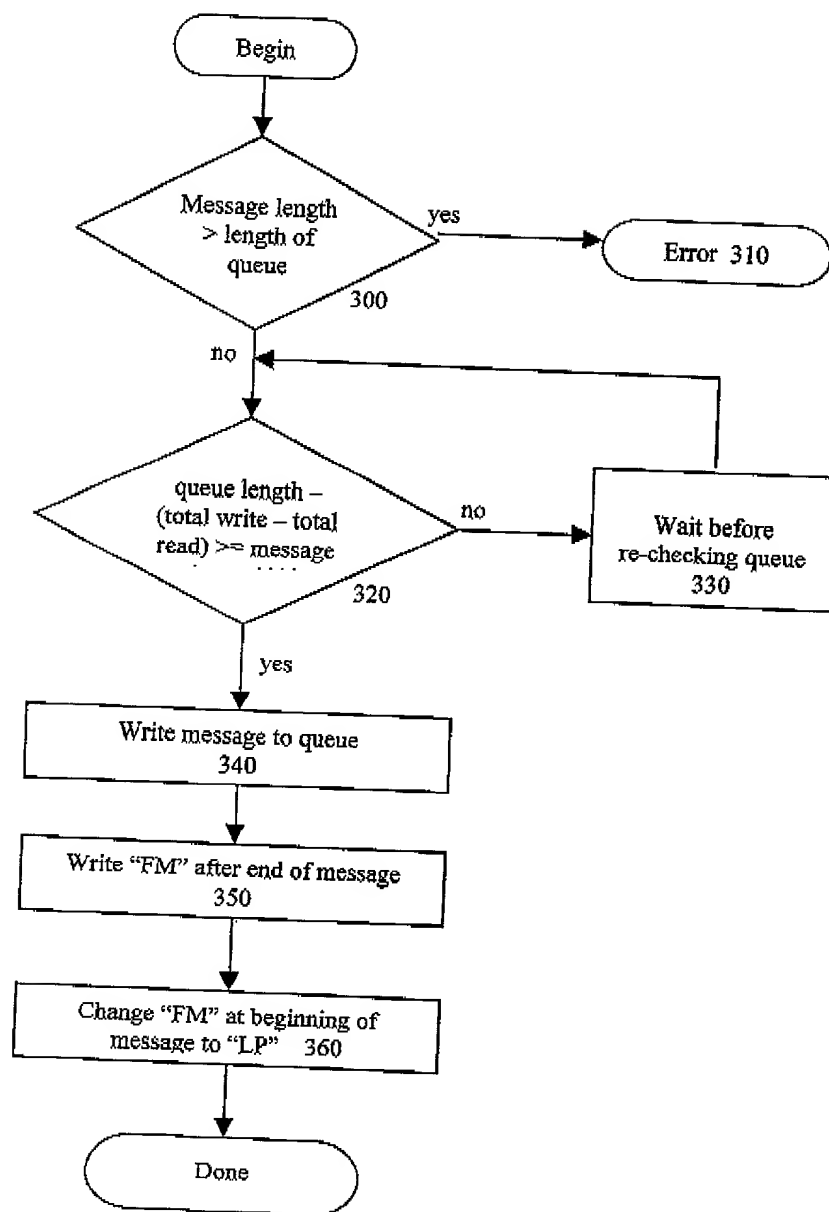 Begin
Message length
> length of
queue
300
yes
Error 310
no
queue length –
(total write – total
read) >= message
320
no
Wait before
re-checking queue
330
yes
Write message to queue
340
Write “FM” after end of message
350
Change “FM” at beginning of
message to “LP” 360
Done